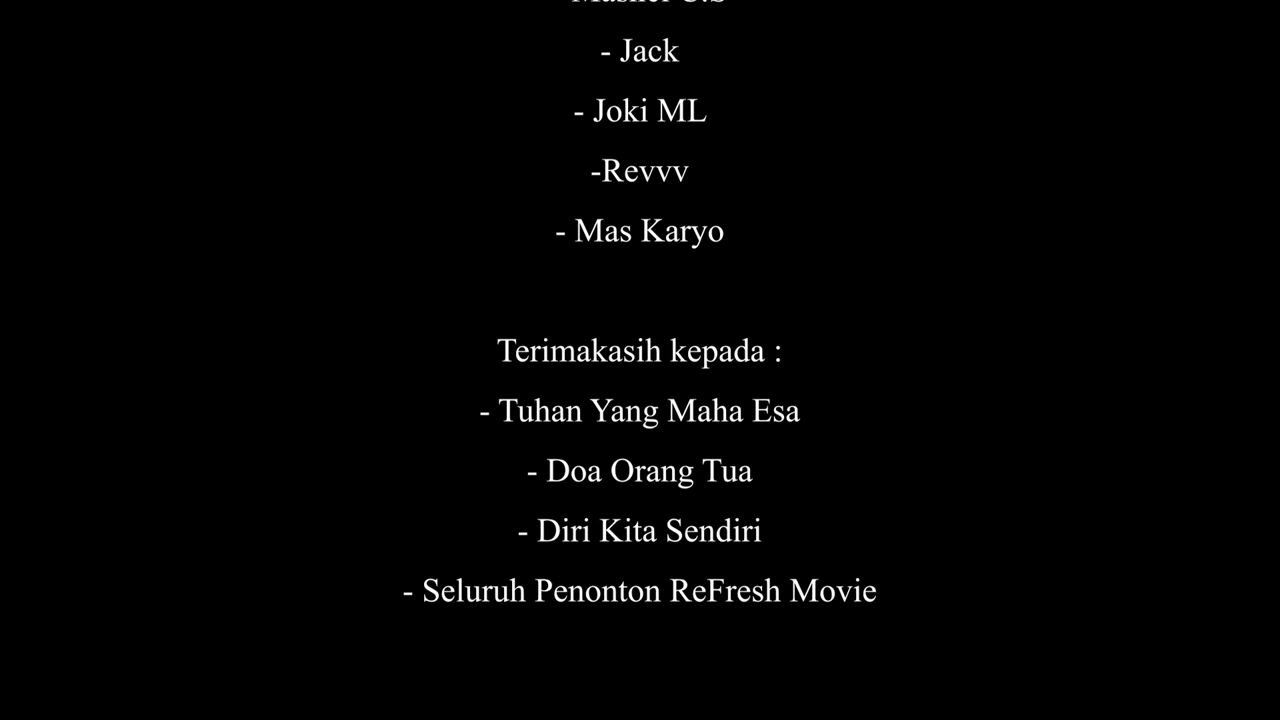 - Jack
- Joki ML
-Revvv
- Mas Karyo
Terimakasih kepada :
- Tuhan Yang Maha Esa
- Doa Orang Tua
- Diri Kita Sendiri
- Seluruh Penonton ReFresh Movie